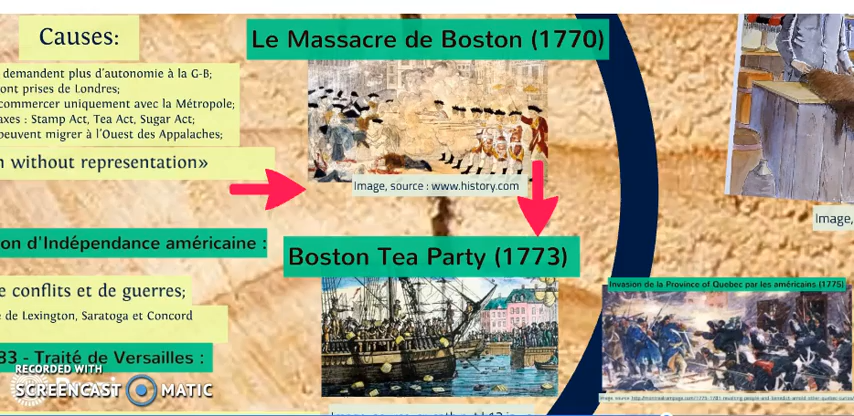 Causes:
demandent plus d'autonomie à la G-B;
ont prises de Londres;
commercer uniquement avec la Métropole;
axes : Stamp Act, Tea Act, Sugar Act;
peuvent migrer à l'Ouest des Appalaches;
n without representation»
Le Massacre de Boston (1770)
Image, source : www.history.com
on d'Indépendance américaine :
e conflits et de guerres;
e de Lexington, Saratoga et Concord
83 - Traité de Versailles :
Boston Tea Party (1773)
Image,
Invasion de la Province of Quebec par les américains (1775)
RECORDED WITH
SCREENCAST MATIC